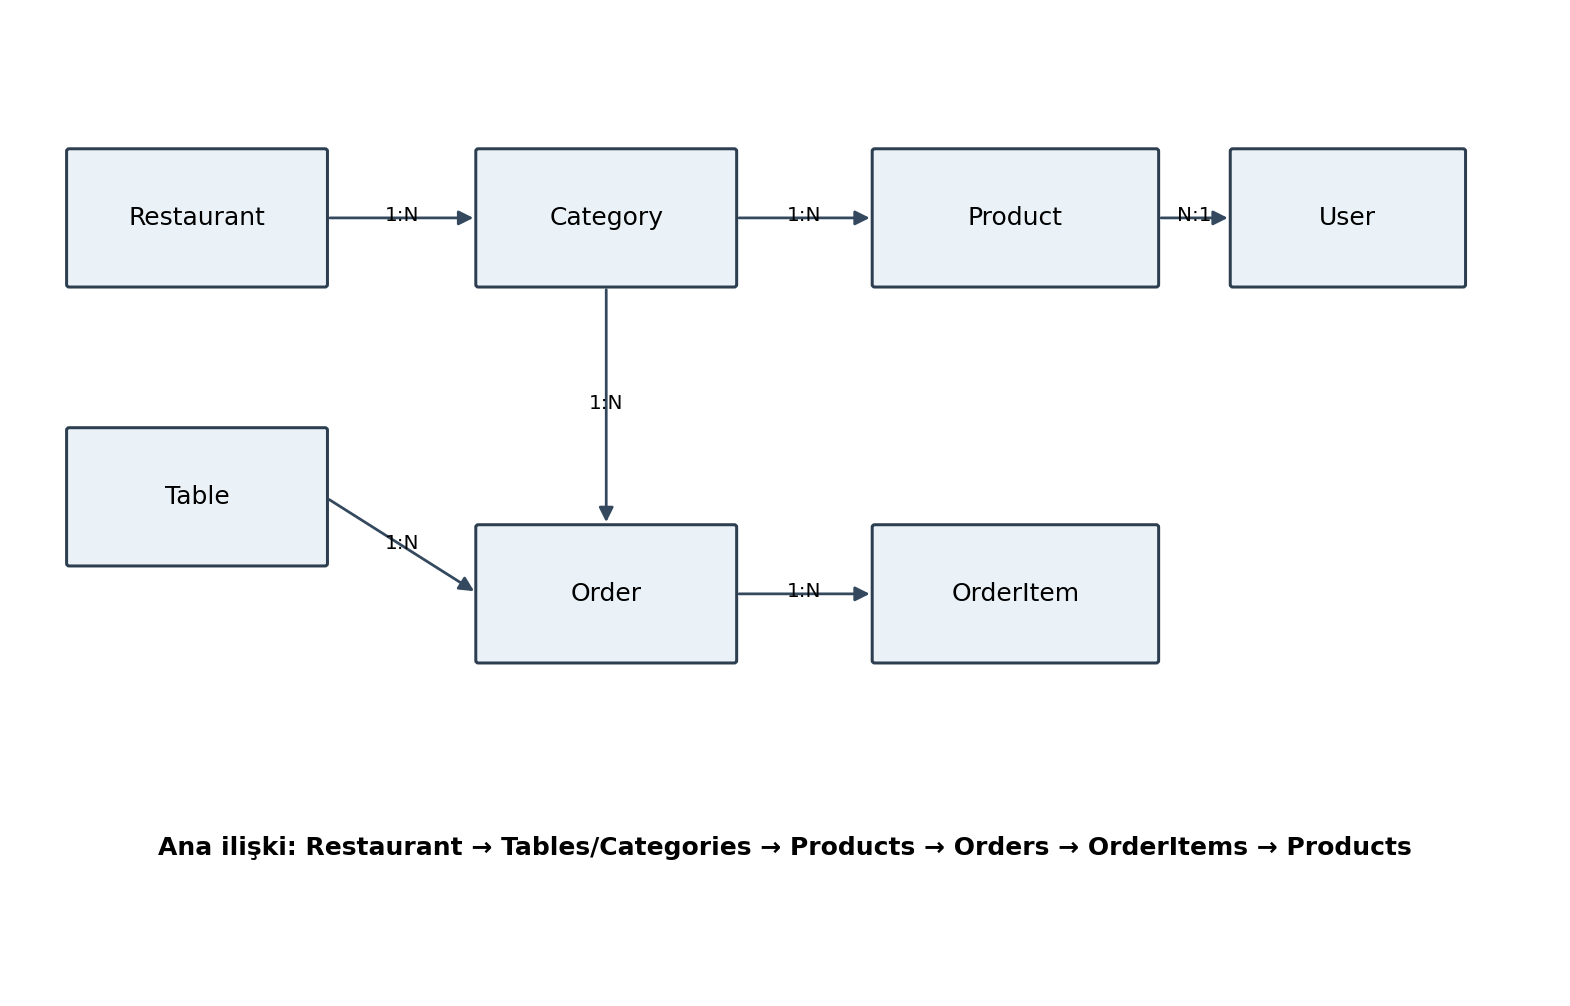 Restaurant
1:N
Category
1:N
Product
N:1
User
1:N
Table
1:N
Order
1:N
OrderItem
Ana ilişki: Restaurant → Tables/Categories → Products → Orders → OrderItems → Products